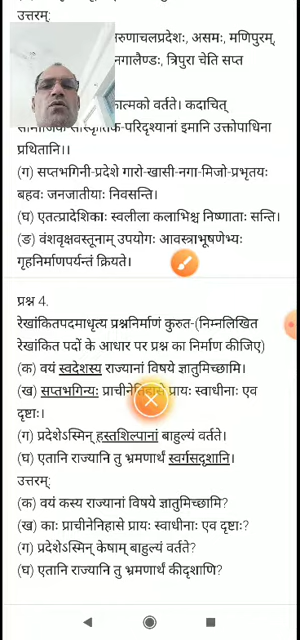 उत्तरम्:
रुणाचलप्रदेशः, असमः, मणिपुरम्,
नगालैण्डः, त्रिपुरा चेति सप्त
ात्मको वर्तते। कदाचित्
सामाजिक-सांस्कृतिक-परिदृश्यानां इमानि उक्तोपाधिना
प्रथितानि।।
(ग) सप्तभगिनी-प्रदेशे गारो-खासी-नगा-मिजो-प्रभृतयः
बहवः जनजातीयाः निवसन्ति।
(घ) एतत्प्रादेशिकाः स्वलीला कलाभिश्च निष्णाताः सन्ति।
(ङ) वंशवृक्षवस्तूनाम् उपयोगः आवस्त्राभूषणेभ्यः
गृहनिर्माणपर्यन्तं क्रियते।
प्रश्न 4.
रेखांकितपदमाधृत्य प्रश्ननिर्माणं कुरुत-(निम्नलिखित
रेखांकित पदों के आधार पर प्रश्न का निर्माण कीजिए)
(क) वयं स्वदेशस्य राज्यानां विषये ज्ञातुमिच्छामि।
(ख) सप्तभगिन्यः प्राचीनेतिहासे प्रायः स्वाधीनाः एव
दृष्टाः।
(ग) प्रदेशेऽस्मिन् हस्तशिल्पानां बाहुल्यं वर्तते।
(घ) एतानि राज्यानि तु भ्रमणार्थं स्वर्गसदृशानि।
उत्तरम्:
(क) वयं कस्य राज्यानां विषये ज्ञातुमिच्छामि?
(ख) काः प्राचीनेनिहासे प्रायः स्वाधीनाः एव दृष्टाः?
(ग) प्रदेशेऽस्मिन् केषाम् बाहुल्यं वर्तते?
(घ) एतानि राज्यानि तु भ्रमणार्थं कीदृशाणि?